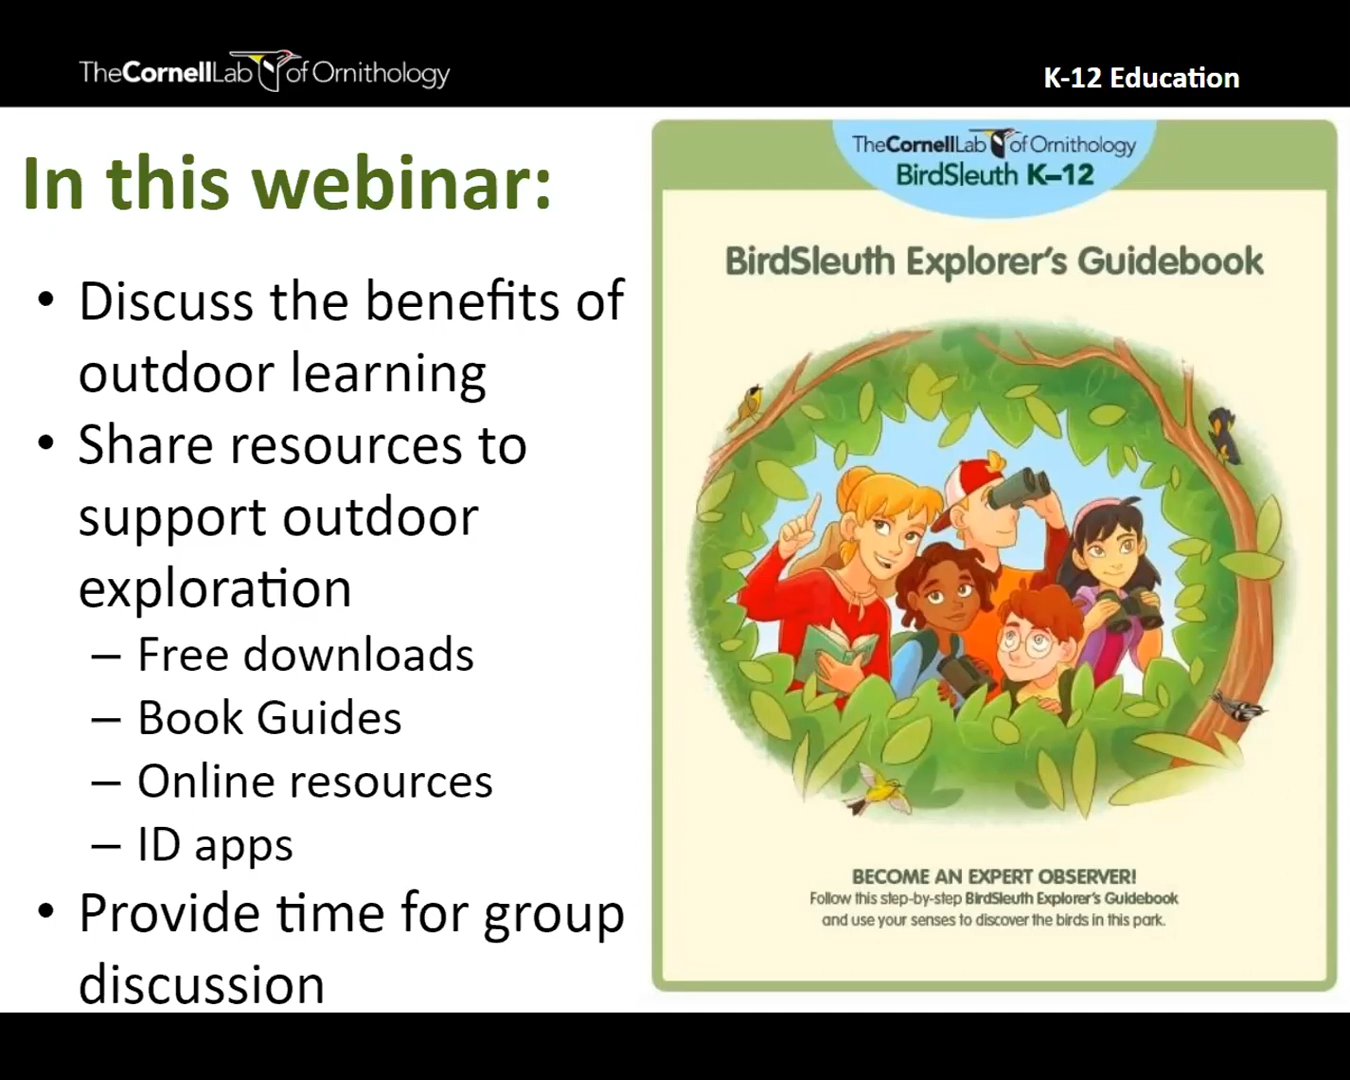 TheCornellLab of Ornithology
K-12 Education
In this webinar:
• Discuss the benefits of
outdoor learning
• Share resources to
support outdoor
exploration
– Free downloads
– Book Guides
– Online resources
– ID apps
• Provide time for group
discussion
TheCornellLab of Ornithology
BirdSleuth K–12
BirdSleuth Explorer's Guidebook
BECOME AN EXPERT OBSERVER!
Follow this step-by-step BirdSleuth Explorer's Guidebook
and use your senses to discover the birds in this park.